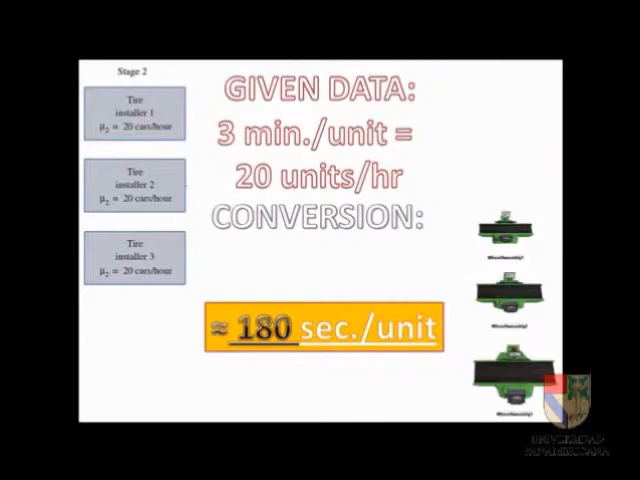 Stage 2
Tire
installer 1
μ2 = 20 cars/hour
Tire
installer 2
μ2 = 20 cars/hour
Tire
installer 3
μ2 = 20 cars/hour
GIVEN DATA:
3 min./unit =
20 units/hr
CONVERSION:
≈ 180 sec./unit
UNIVERSIDAD
PANAMERICANA